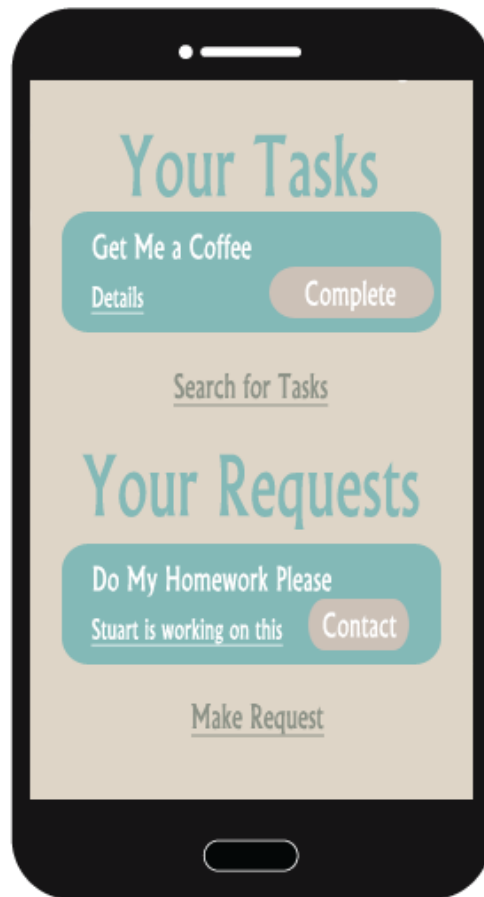 Your Tasks
Get Me a Coffee
Details
Complete
Search for Tasks
Your Requests
Do My Homework Please
Stuart is working on this
Contact
Make Request